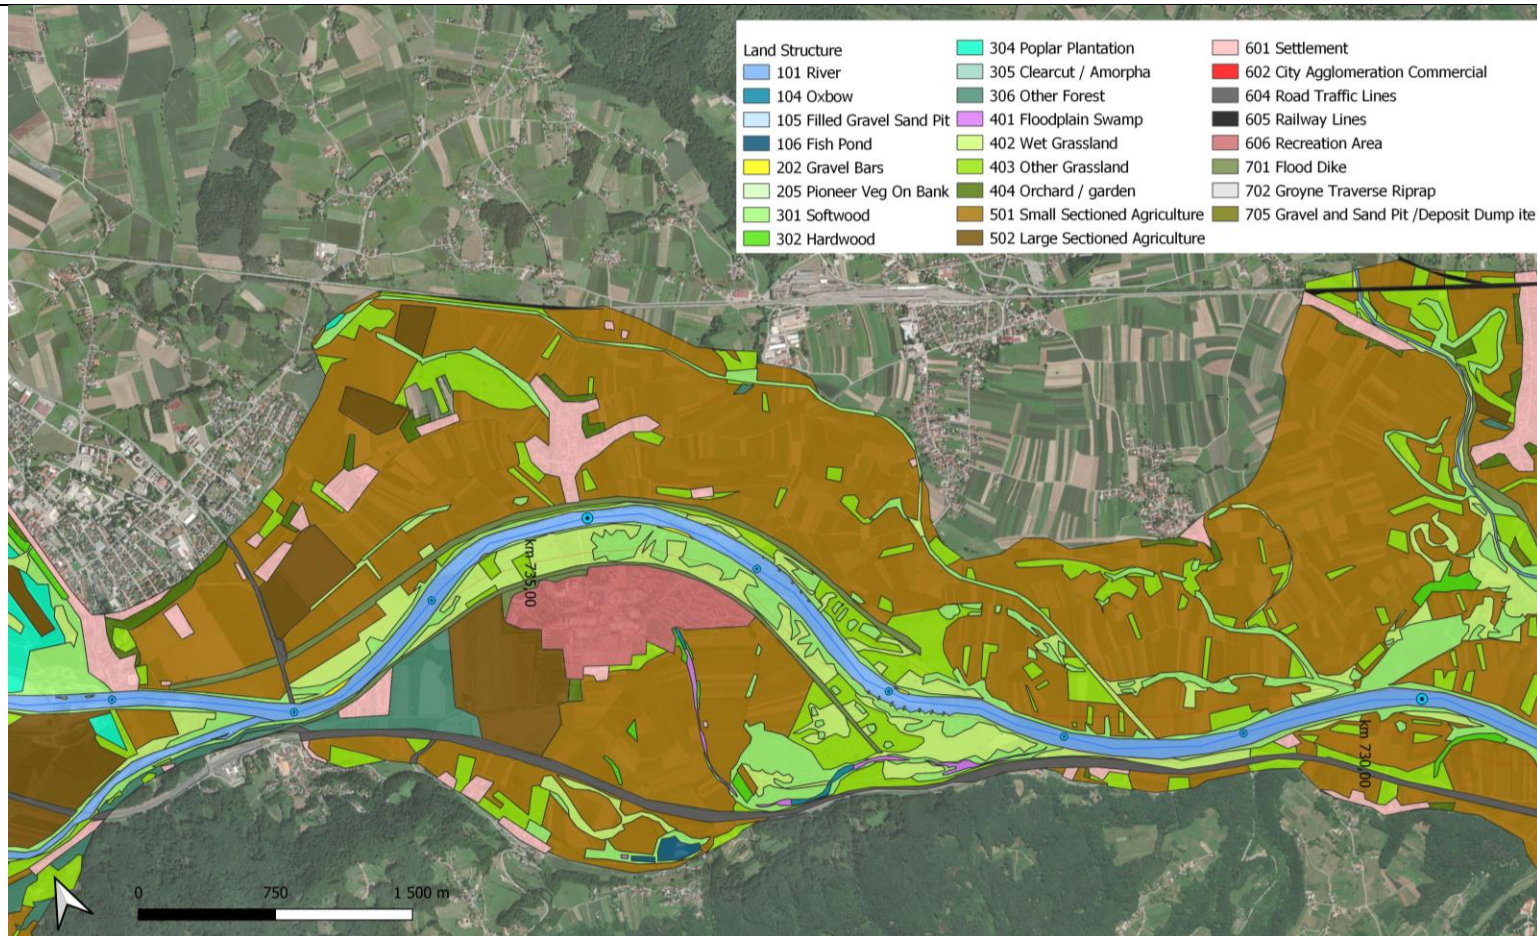 Land Structure
101 River
104 Oxbow
105 Filled Gravel Sand Pit
106 Fish Pond
202 Gravel Bars
205 Pioneer Veg On Bank
301 Softwood
302 Hardwood
304 Poplar Plantation
305 Clearcut / Amorpha
306 Other Forest
401 Floodplain Swamp
402 Wet Grassland
403 Other Grassland
404 Orchard / garden
501 Small Sectioned Agriculture
502 Large Sectioned Agriculture
601 Settlement
602 City Agglomeration Commercial
604 Road Traffic Lines
605 Railway Lines
606 Recreation Area
701 Flood Dike
702 Groyne Traverse Riprap
705 Gravel and Sand Pit /Deposit Dump ite
km 735,00
km 730,00
0 750 1 500 m